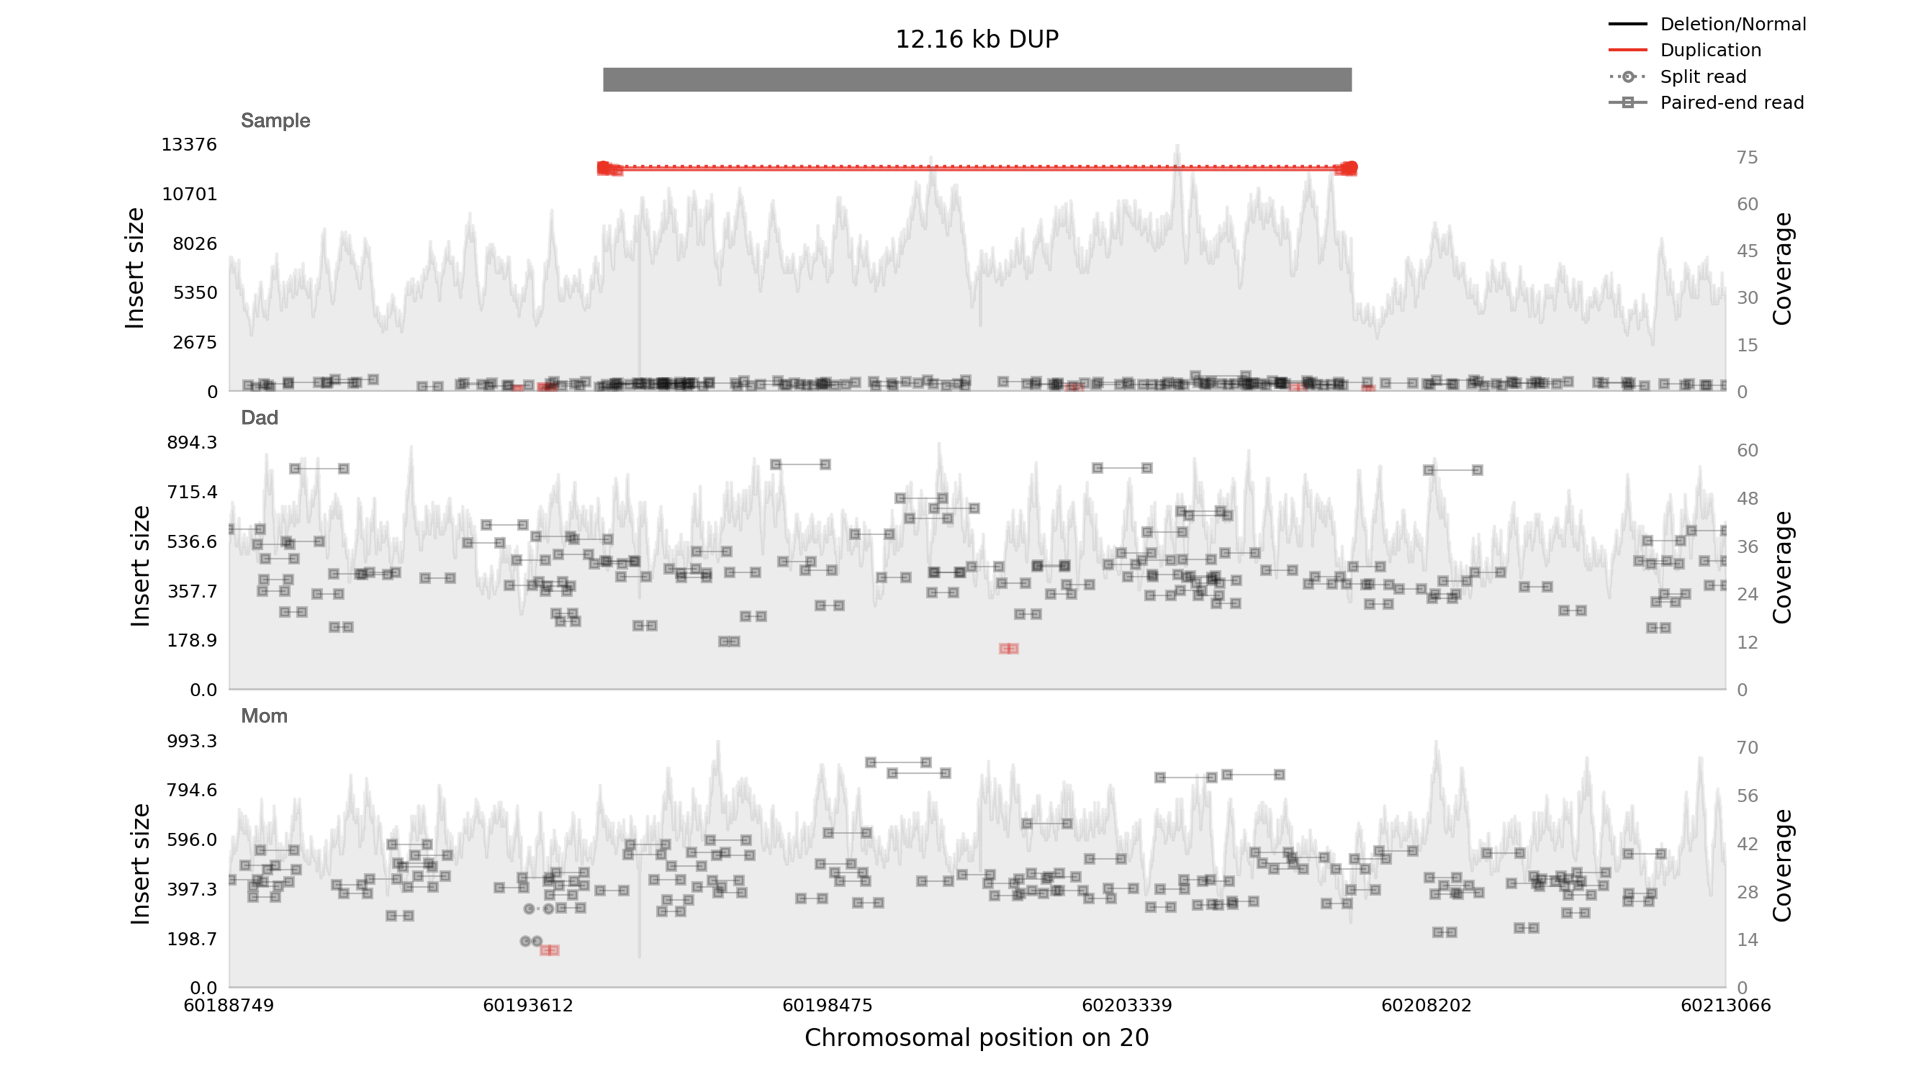 12.16 kb DUP
Deletion/Normal
Duplication
Split read
Paired-end read
Sample
13376
10701
8026
5350
2675
0
Insert size
75
60
45
30
15
0
Coverage
Dad
894.3
715.4
536.6
357.7
178.9
0.0
Insert size
60
48
36
24
12
0
Coverage
Mom
993.3
794.6
596.0
397.3
198.7
0.0
Insert size
70
56
42
28
14
0
Coverage
60188749 60193612 60198475 60203339 60208202 60213066
Chromosomal position on 20